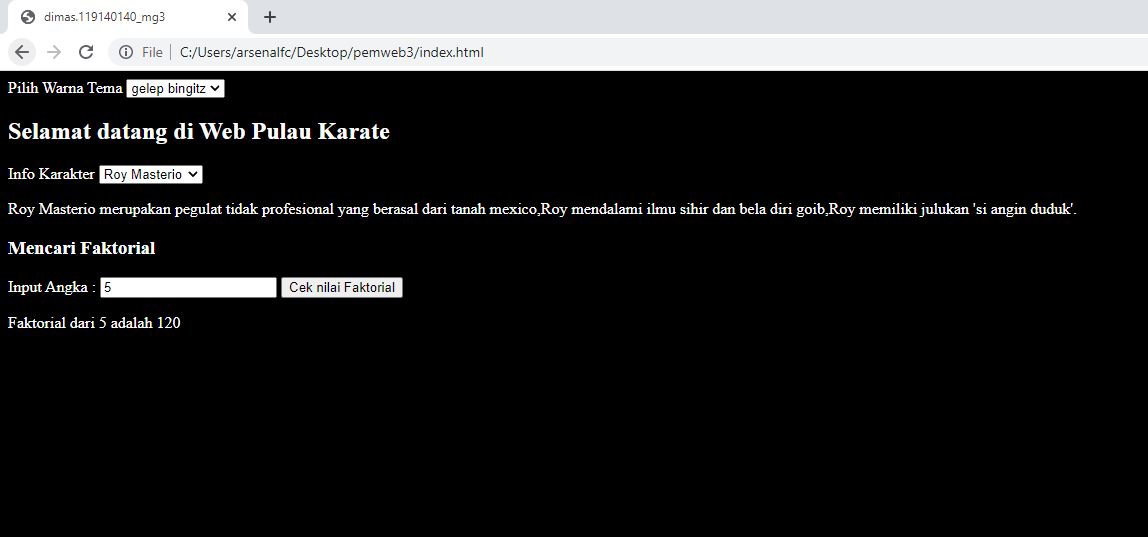 dimas.119140140_mg3
File C:/Users/arsenalfc/Desktop/pemweb3/index.html
Pilih Warna Tema gelep bingitz
Selamat datang di Web Pulau Karate
Info Karakter Roy Masterio
Roy Masterio merupakan pegulat tidak profesional yang berasal dari tanah mexico,Roy mendalami ilmu sihir dan bela diri goib,Roy memiliki julukan 'si angin duduk'.
Mencari Faktorial
Input Angka : 5 Cek nilai Faktorial
Faktorial dari 5 adalah 120